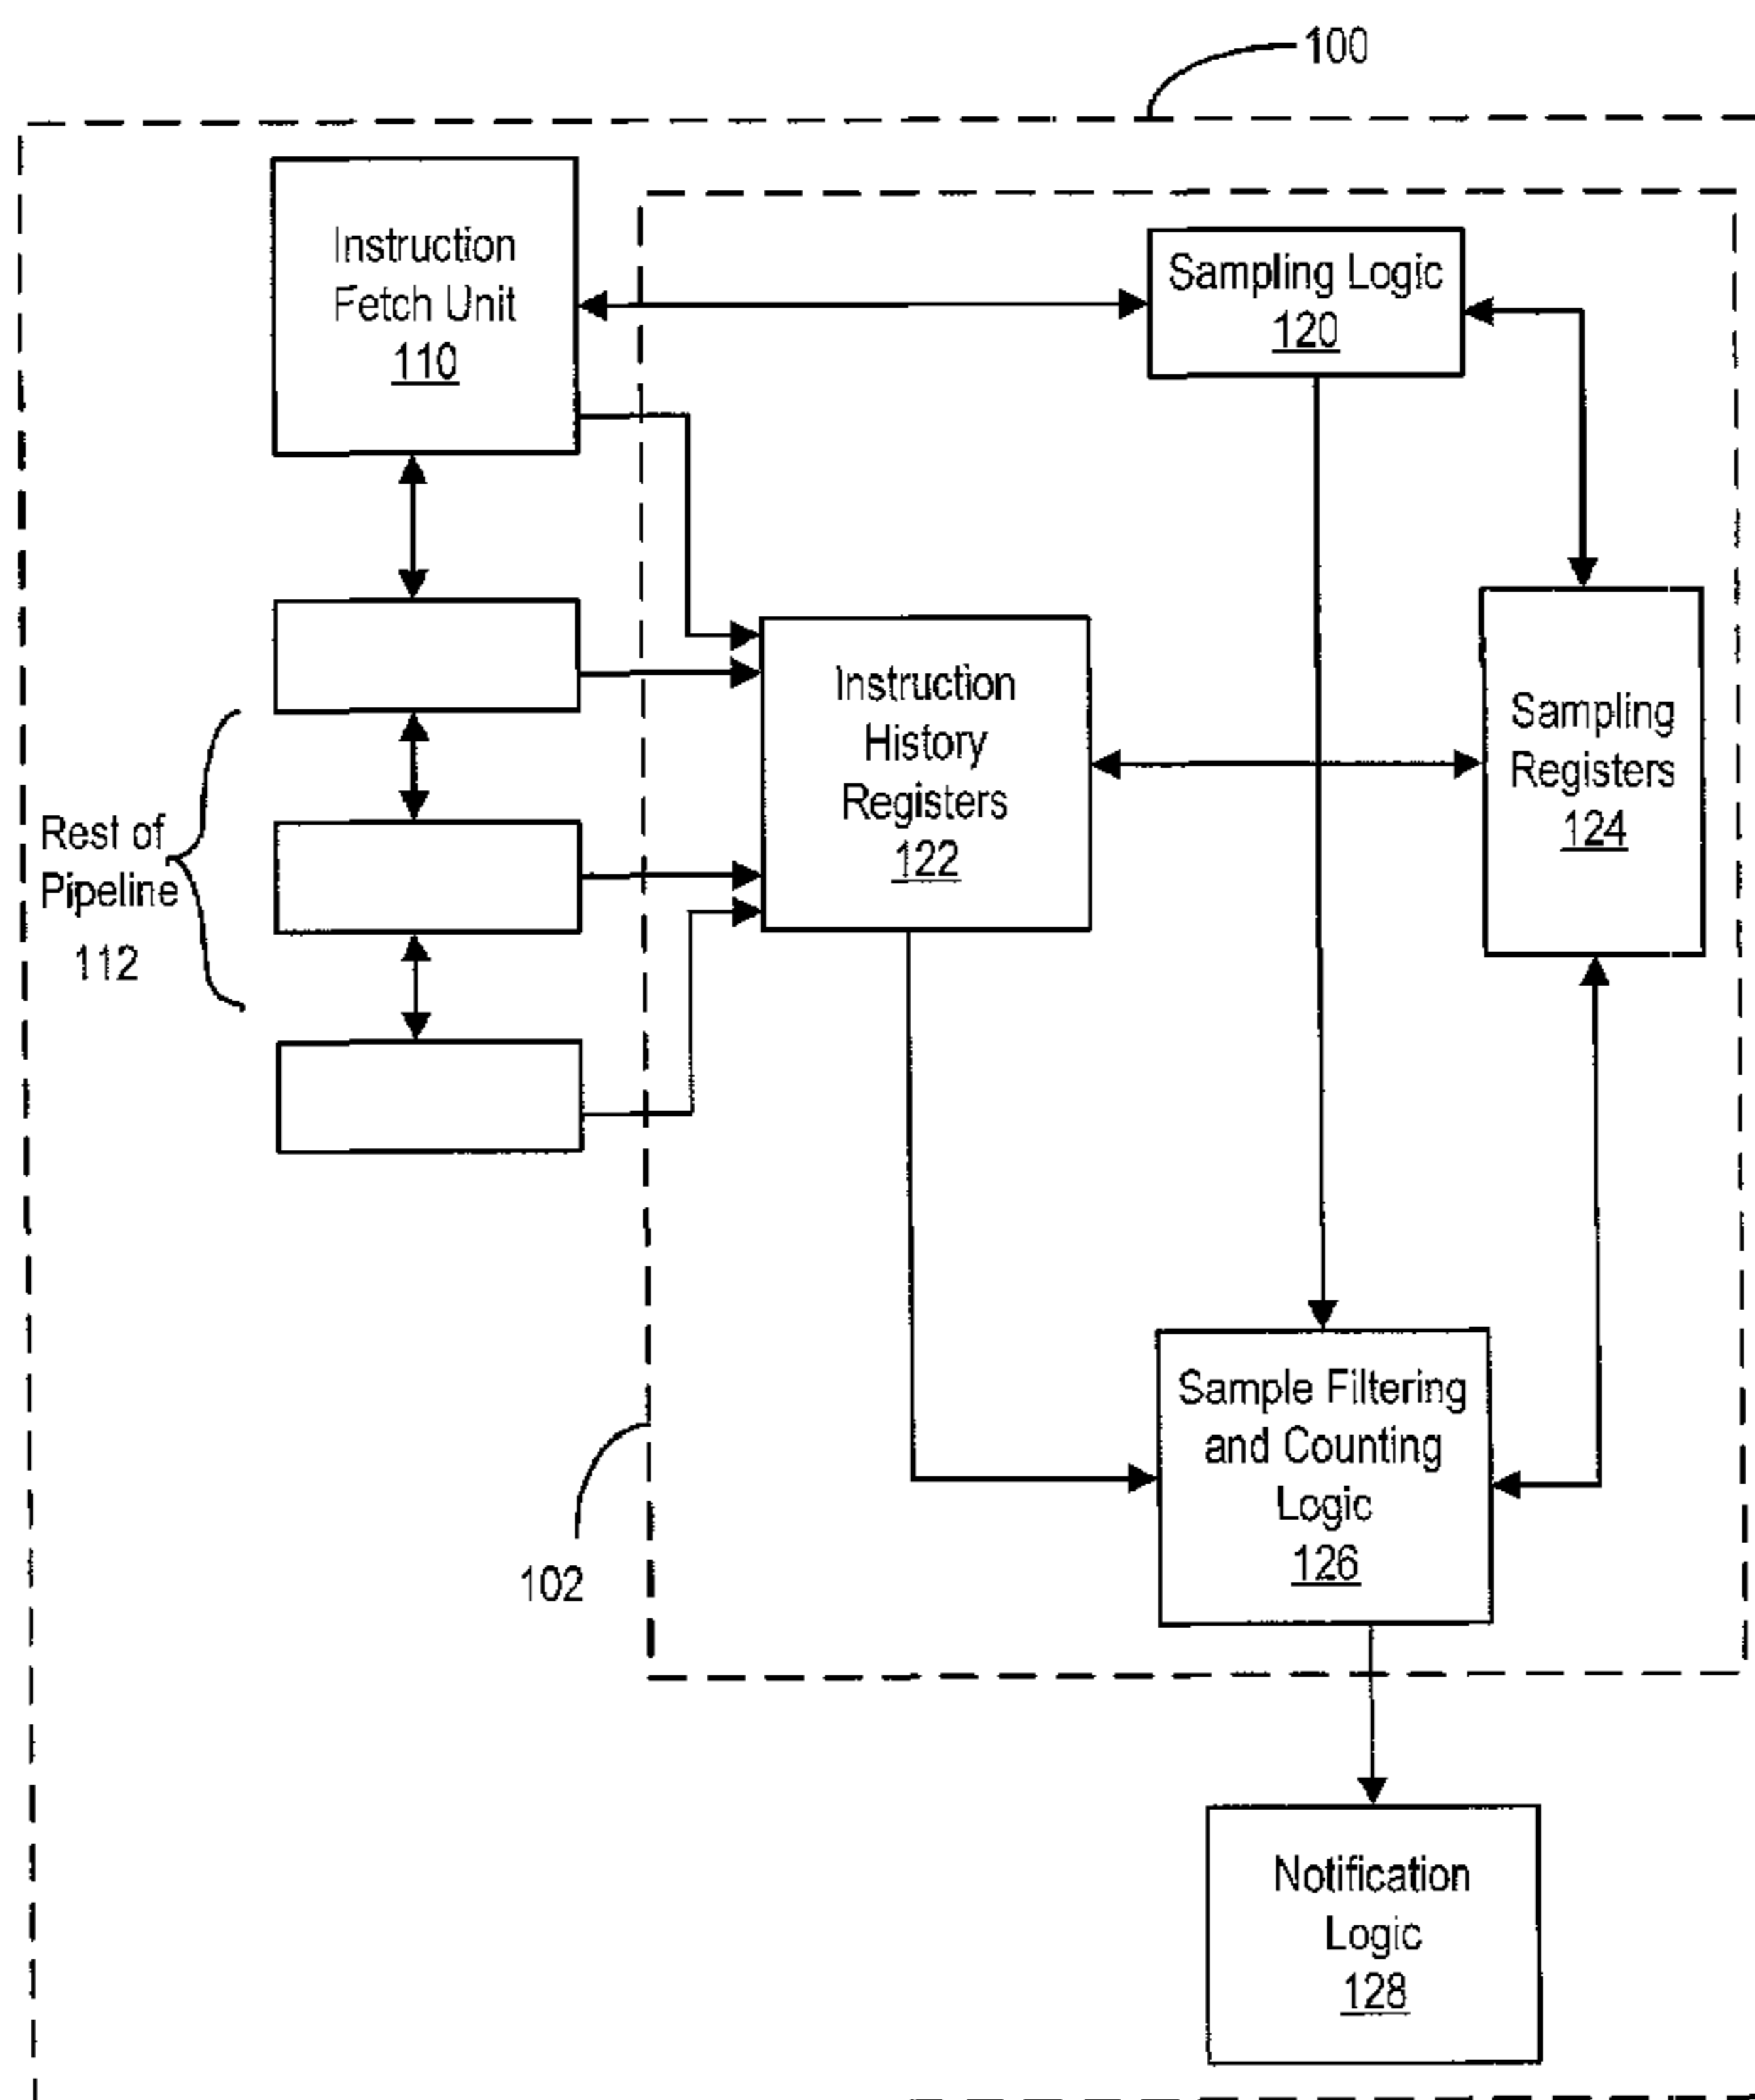 100
Instruction
Fetch Unit
110
Sampling Logic
120
Instruction
History
Registers
122
Sampling
Registers
124
Rest of
Pipeline
112
Sample Filtering
and Counting
Logic
126
102
Notification
Logic
128